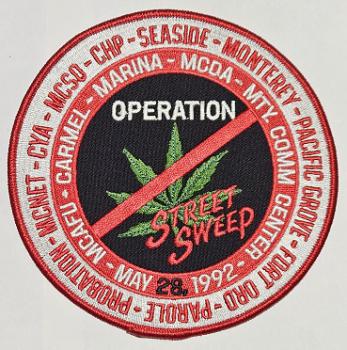 PROBATION - MCNET - CYA - MCSO - CHP - SEASIDE - MONTEREY - PACIFIC GROVE - FORT ORD - PAROLE -
MCAFU - CARMEL - MARINA - MCDA - MTY. COMM CENTER -
OPERATION
STREET
SWEEP
- MAY 28, 1992 -